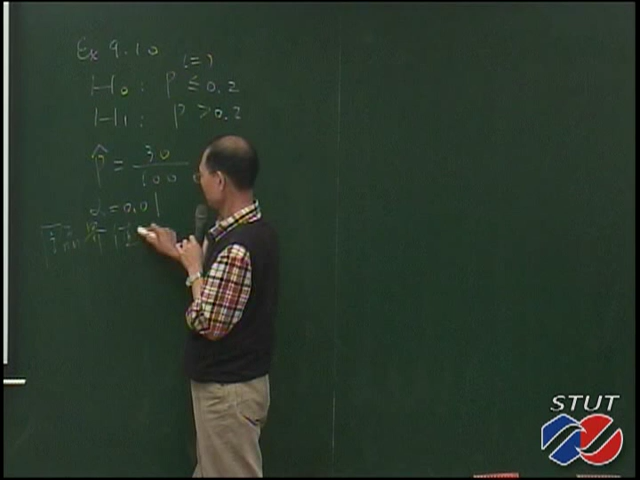 Ex 9.10
(=)
H₀: P ≤ 0.2
H₁: P > 0.2
p̂ = 30/100
α = 0.01
STUT